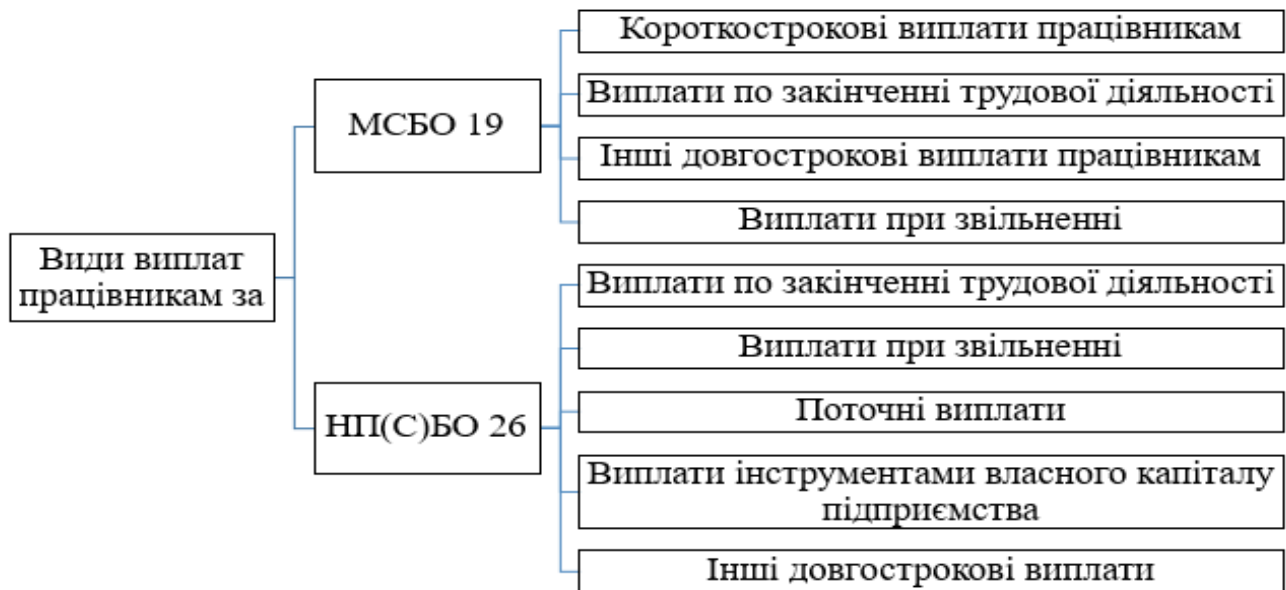 Види виплат
працівникам за
МСБО 19
Короткострокові виплати працівникам
Виплати по закінченні трудової діяльності
Інші довгострокові виплати працівникам
Виплати при звільненні
НП(С)БО 26
Виплати по закінченні трудової діяльності
Виплати при звільненні
Поточні виплати
Виплати інструментами власного капіталу
підприємства
Інші довгострокові виплати